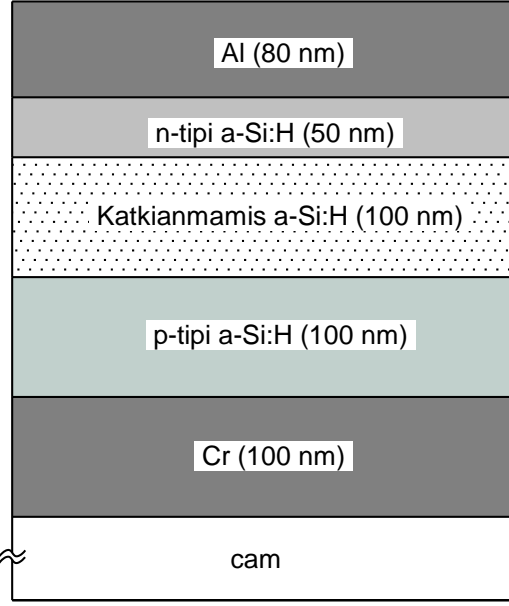 Al (80 nm)
n-tipi a-Si:H (50 nm)
Katkianmamis a-Si:H (100 nm)
p-tipi a-Si:H (100 nm)
Cr (100 nm)
cam